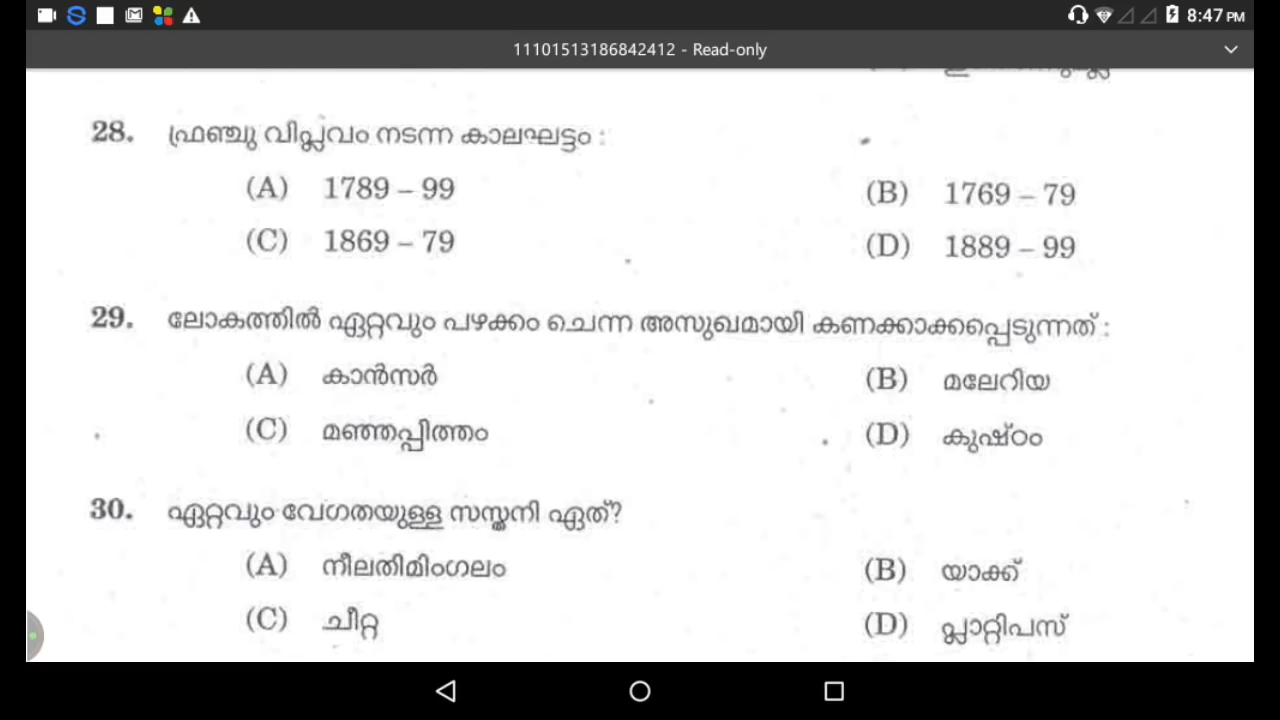 8:47 PM
11101513186842412 - Read-only
28. ഫ്രഞ്ചു വിപ്ലവം നടന്ന കാലഘട്ടം :
(A) 1789 – 99 (B) 1769 – 79
(C) 1869 – 79 (D) 1889 – 99
29. ലോകത്തിൽ ഏറ്റവും പഴക്കം ചെന്ന അസുഖമായി കണക്കാക്കപ്പെടുന്നത് :
(A) കാൻസർ (B) മലേറിയ
(C) മഞ്ഞപ്പിത്തം (D) കുഷ്ഠം
30. ഏറ്റവും വേഗതയുള്ള സസ്തനി ഏത്?
(A) നീലതിമിംഗലം (B) യാക്ക്
(C) ചീറ്റ (D) പ്ലാറ്റിപസ്